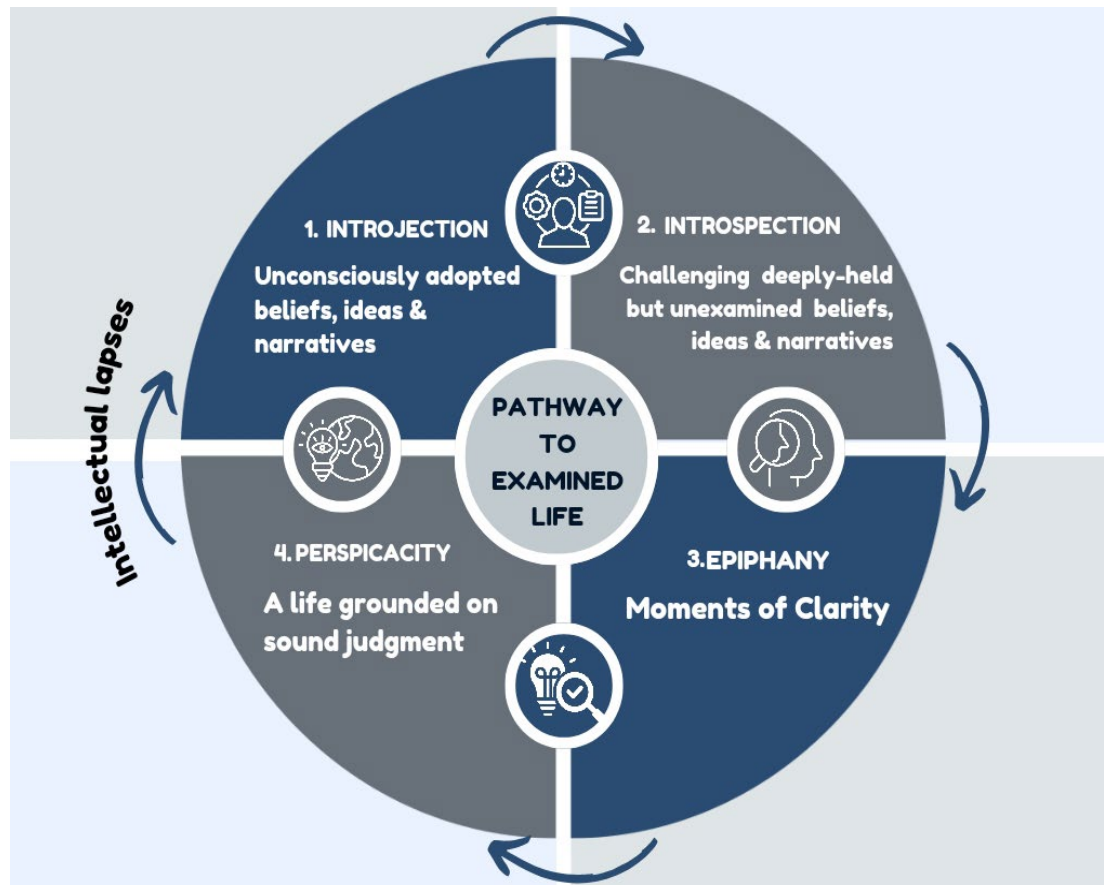 1. INTROJECTION
Unconsciously adopted
beliefs, ideas &
narratives
2. INTROSPECTION
Challenging deeply-held
but unexamined beliefs,
ideas & narratives
PATHWAY
TO
EXAMINED
LIFE
3.EPIPHANY
Moments of Clarity
4. PERSPICACITY
A life grounded on
sound judgment
Intellectual lapses